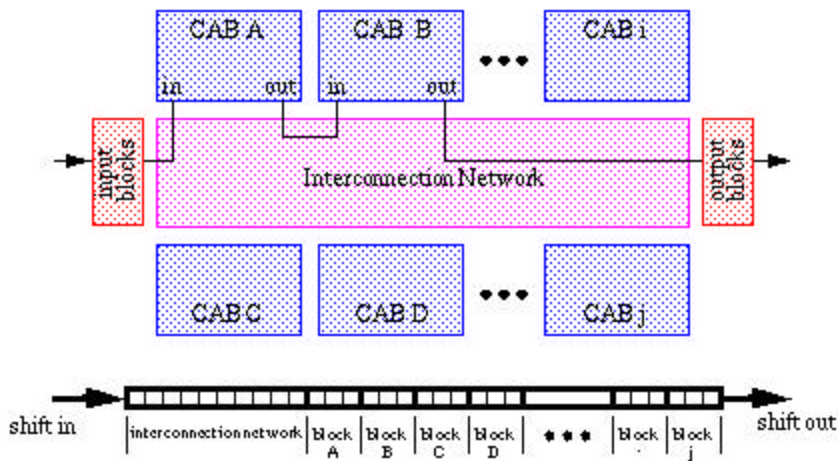 CAB A
CAB B
CAB i
in
out
in
out
input blocks
Interconnection Network
output blocks
CAB C
CAB D
CAB j
shift in
shift out
interconnection network
block A
block B
block C
block D
block
block j